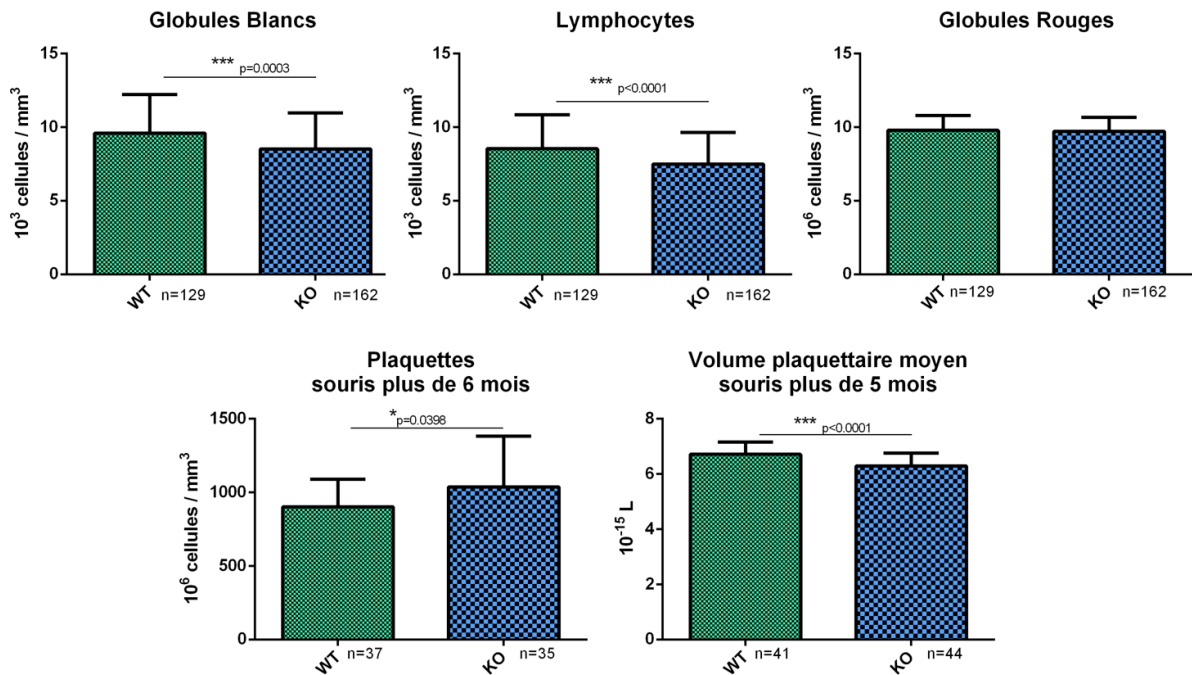 Globules Blancs
15
10
5
0
10³ cellules / mm³
*** p=0.0003
WT n=129
KO n=162
Lymphocytes
15
10
5
0
10³ cellules / mm³
*** p<0.0001
WT n=129
KO n=162
Globules Rouges
15
10
5
0
10⁶ cellules / mm³
WT n=129
KO n=162
Plaquettes
souris plus de 6 mois
1500
1000
500
0
10⁶ cellules / mm³
* p=0.0398
WT n=37
KO n=35
Volume plaquettaire moyen
souris plus de 5 mois
8
6
4
2
0
10⁻¹⁵ L
*** p<0.0001
WT n=41
KO n=44